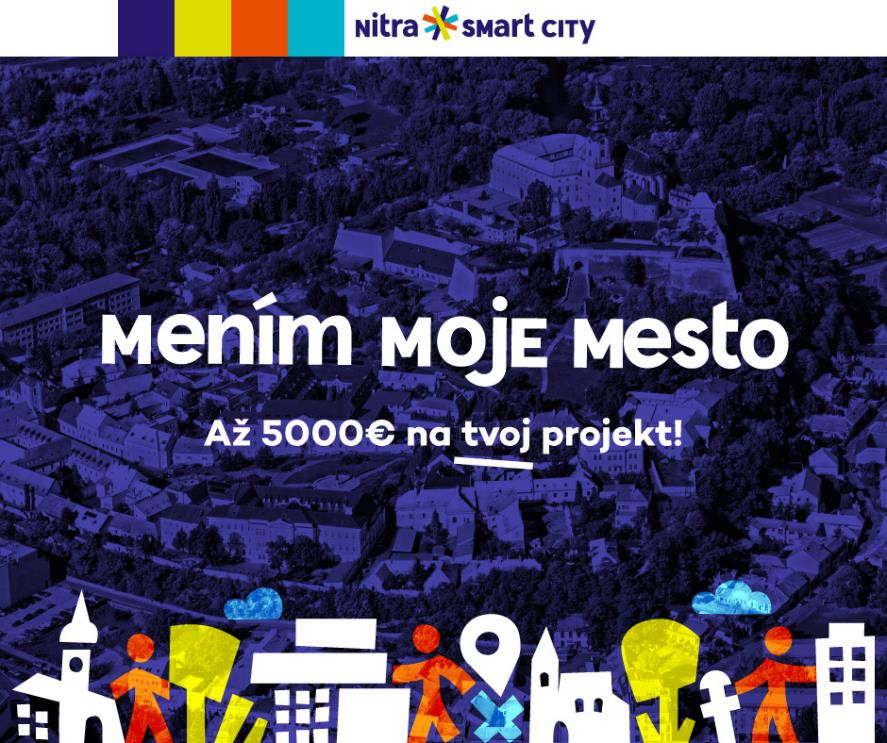 Nitra SMart CITy
Mením MojE Mesto
Až 5000€ na tvoj projekt!